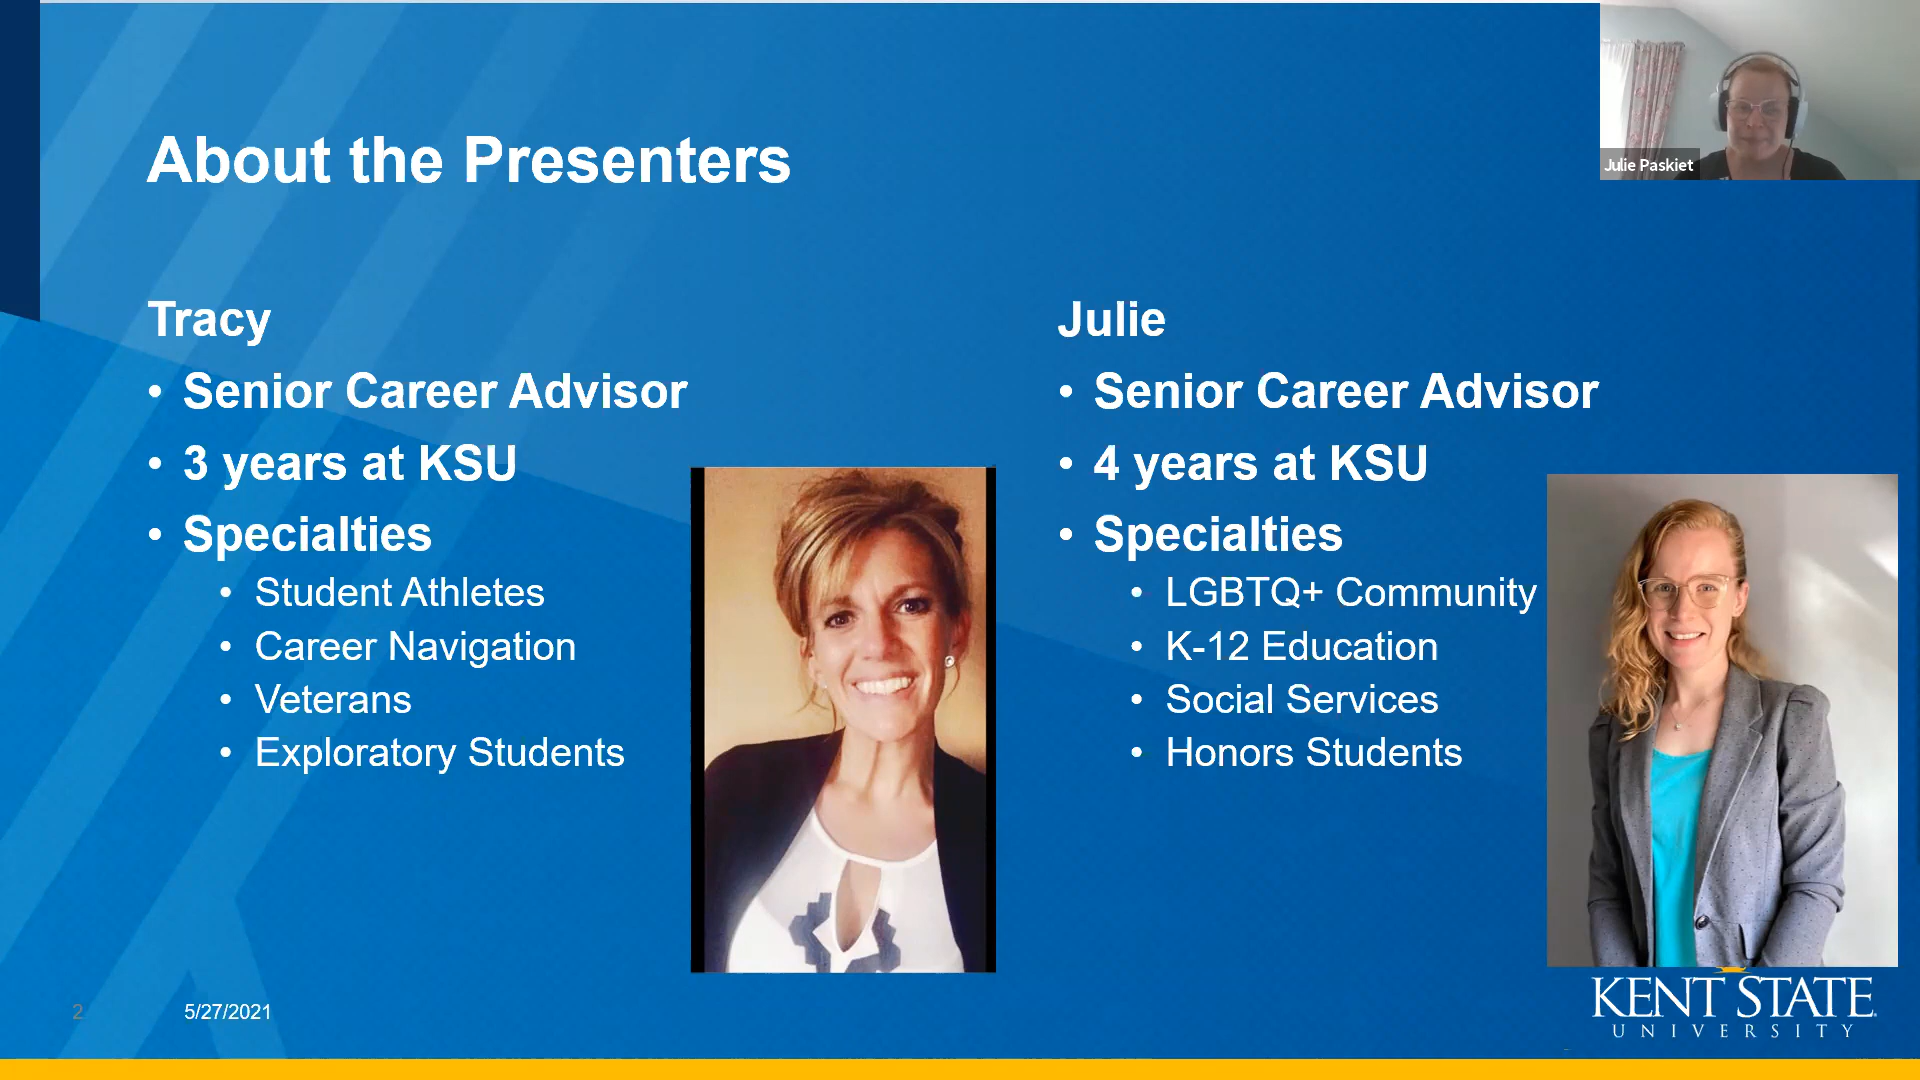 About the Presenters
Julie Paskiet
Tracy
• Senior Career Advisor
• 3 years at KSU
• Specialties
• Student Athletes
• Career Navigation
• Veterans
• Exploratory Students
Julie
• Senior Career Advisor
• 4 years at KSU
• Specialties
• LGBTQ+ Community
• K-12 Education
• Social Services
• Honors Students
2
5/27/2021
KENT STATE
UNIVERSITY